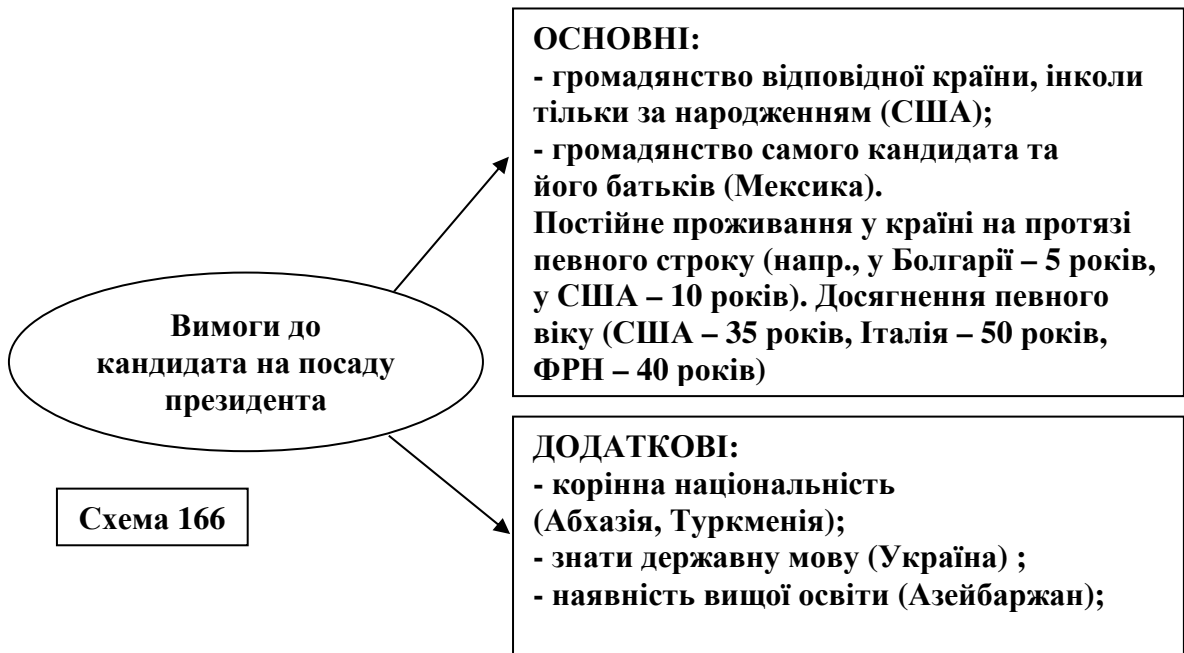 ОСНОВНІ:
- громадянство відповідної країни, інколи
тільки за народженням (США);
- громадянство самого кандидата та
його батьків (Мексика).
Постійне проживання у країні на протязі
певного строку (напр., у Болгарії – 5 років,
у США – 10 років). Досягнення певного
віку (США – 35 років, Італія – 50 років,
ФРН – 40 років)
Вимоги до
кандидата на посаду
президента
ДОДАТКОВІ:
- корінна національність
(Абхазія, Туркменія);
- знати державну мову (Україна) ;
- наявність вищої освіти (Азейбаржан);
Схема 166